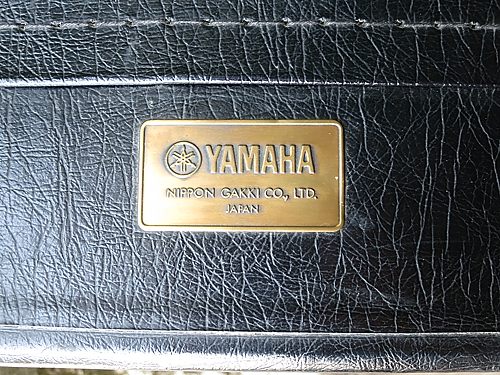 YAMAHA
NIPPON GAKKI CO., LTD.
JAPAN